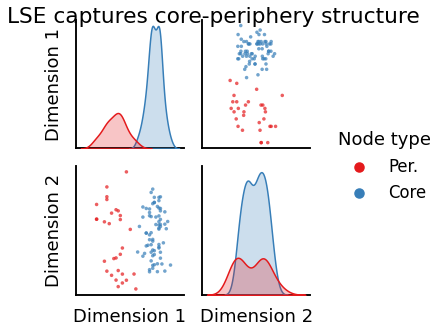 LSE captures core-periphery structure
Dimension 1
Dimension 2
Dimension 1
Dimension 2
Node type
Per.
Core